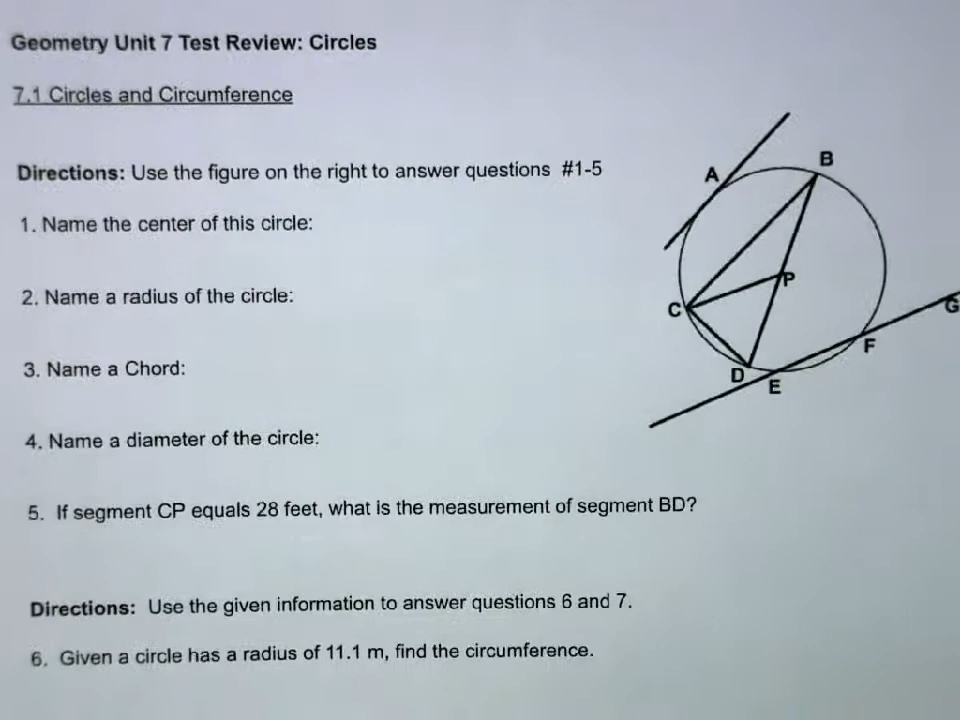 Geometry Unit 7 Test Review: Circles
7.1 Circles and Circumference
Directions: Use the figure on the right to answer questions #1-5
1. Name the center of this circle:
2. Name a radius of the circle:
3. Name a Chord:
4. Name a diameter of the circle:
5. If segment CP equals 28 feet, what is the measurement of segment BD?
Directions: Use the given information to answer questions 6 and 7.
6. Given a circle has a radius of 11.1 m, find the circumference.
A
B
P
C
G
F
D
E